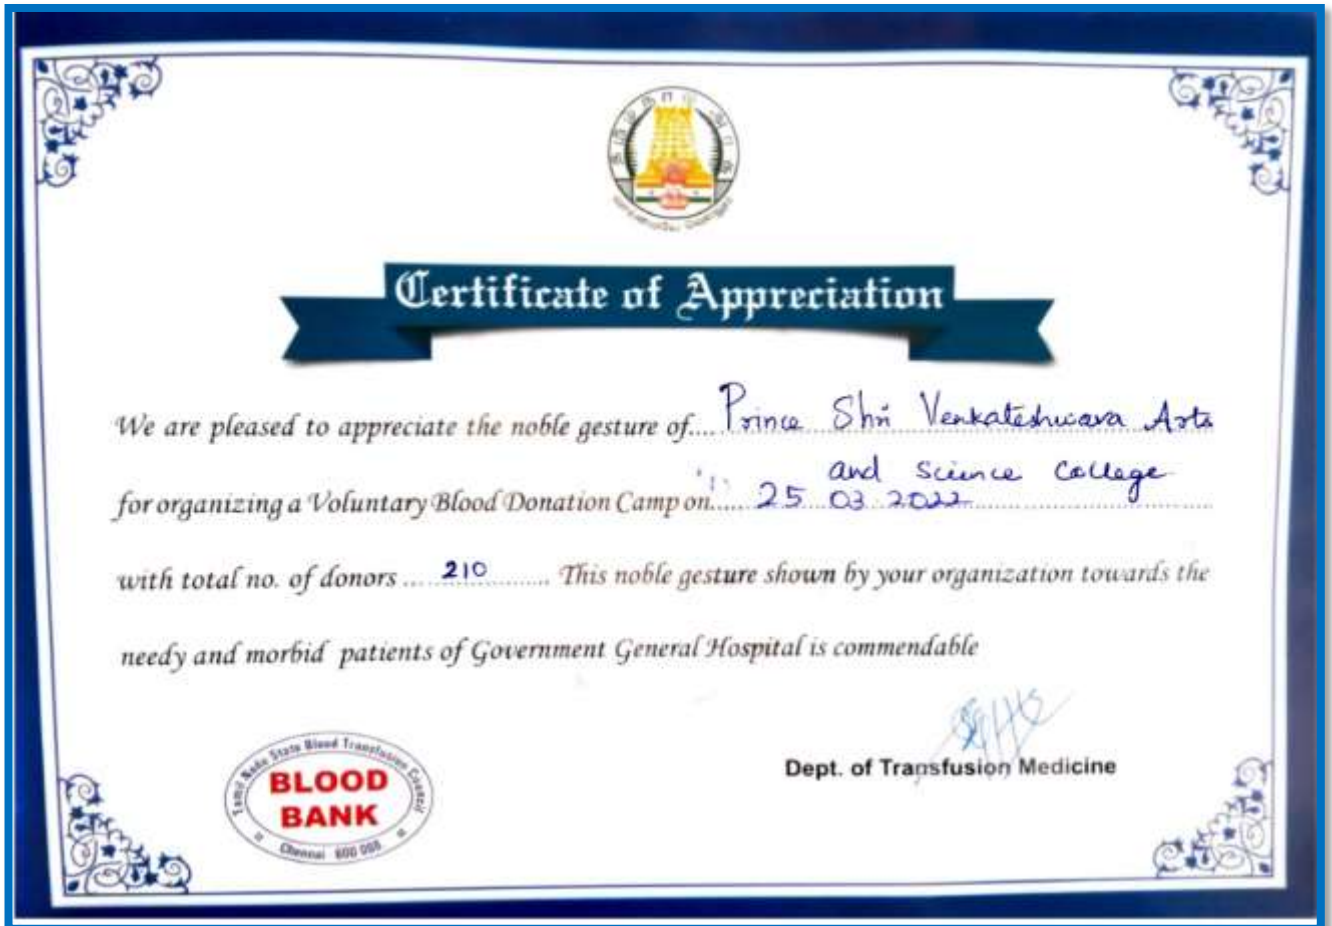 தமிழ்நாடு அரசு
வாய்மையே வெல்லும்
Certificate of Appreciation
We are pleased to appreciate the noble gesture of.... Prince Shri Venkateshwara Arts
and Science College
for organizing a Voluntary Blood Donation Camp on..... 25 03 2022
with total no. of donors .... 210 ........ This noble gesture shown by your organization towards the
needy and morbid patients of Government General Hospital is commendable
Dept. of Transfusion Medicine
Tamil Nadu State Blood Transfusion Council
BLOOD
BANK
Chennai 600 008